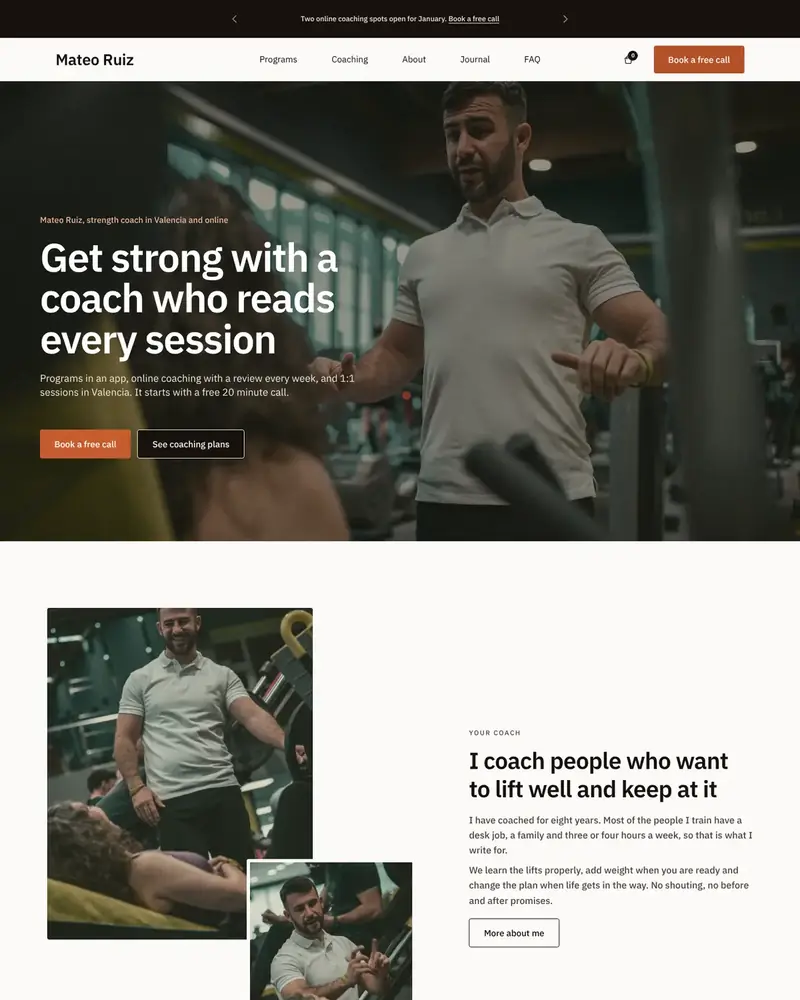 Two online coaching spots open for January. Book a free call
Mateo Ruiz
Programs
Coaching
About
Journal
FAQ
0
Book a free call
Mateo Ruiz, strength coach in Valencia and online
Get strong with a
coach who reads
every session
Programs in an app, online coaching with a review every week, and 1:1
sessions in Valencia. It starts with a free 20 minute call.
Book a free call
See coaching plans
YOUR COACH
I coach people who want
to lift well and keep at it
I have coached for eight years. Most of the people I train have a
desk job, a family and three or four hours a week, so that is what I
write for.
We learn the lifts properly, add weight when you are ready and
change the plan when life gets in the way. No shouting, no before
and after promises.
More about me